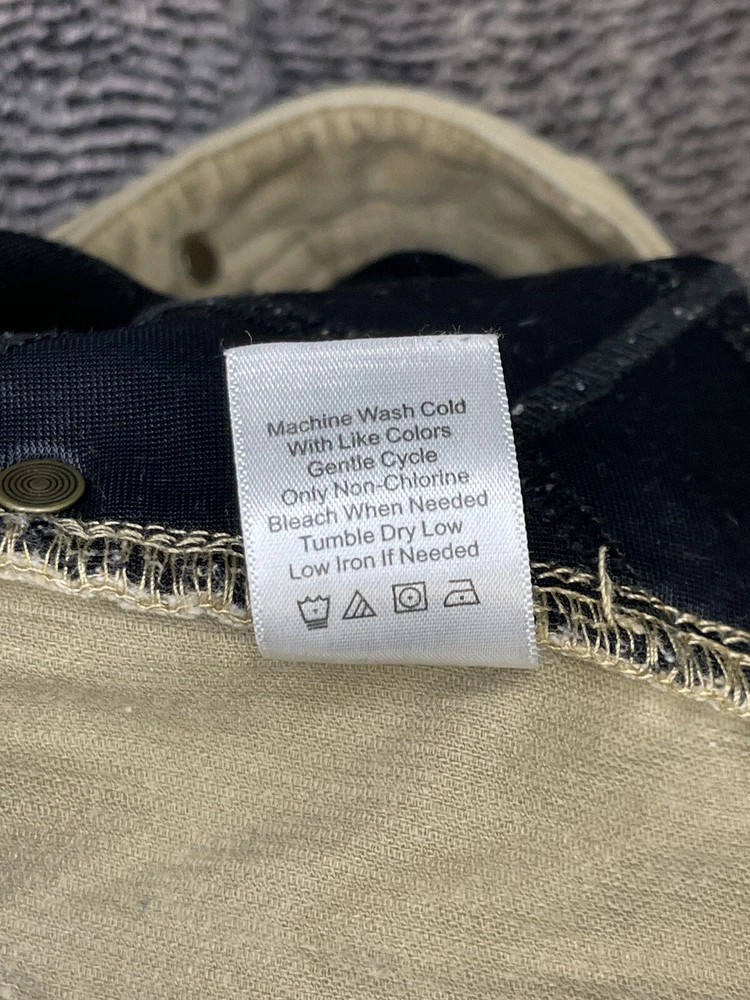 Machine Wash Cold
With Like Colors
Gentle Cycle
Only Non-Chlorine
Bleach When Needed
Tumble Dry Low
Low Iron If Needed